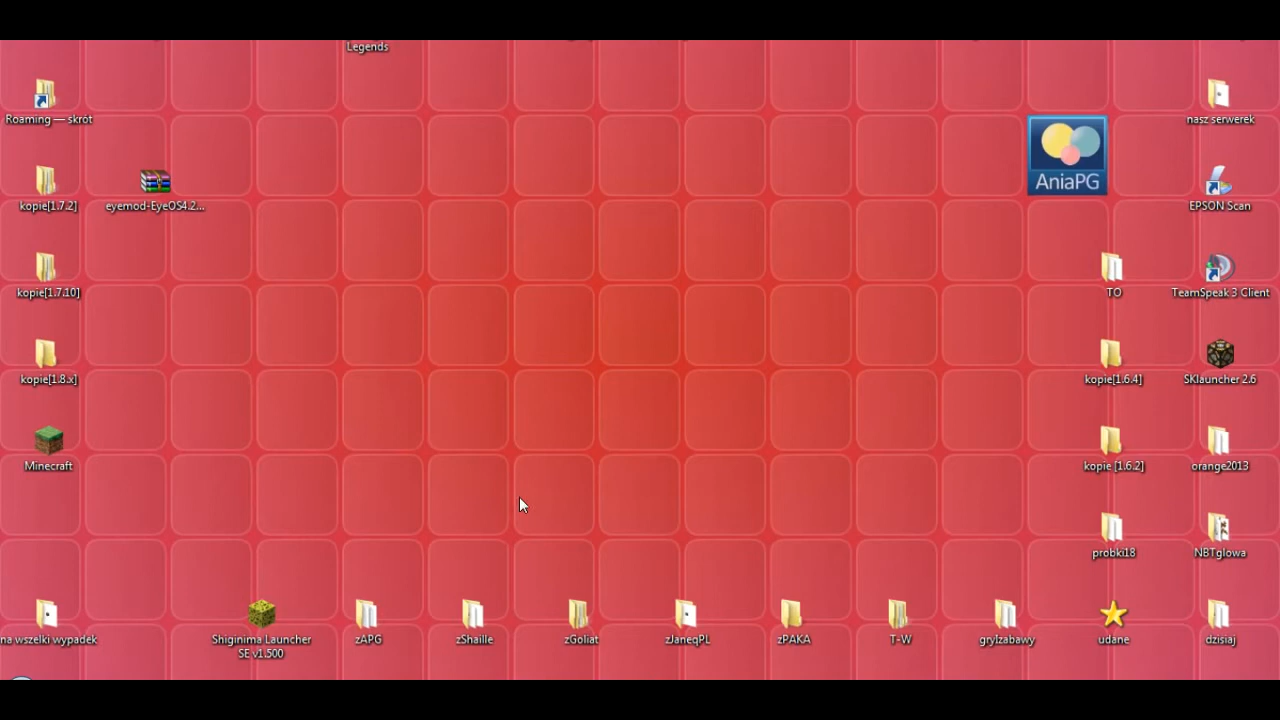 Legends
Roaming — skrót
nasz serwerek
AniaPG
kopie[1.7.2]
eyemod-EyeOS4.2...
EPSON Scan
kopie[1.7.10]
TO
TeamSpeak 3 Client
kopie[1.8.x]
kopie[1.6.4]
SKlauncher 2.6
Minecraft
kopie [1.6.2]
orange2013
probki18
NBTglowa
na wszelki wypadek
Shiginima Launcher
SE v1.500
zAPG
zShaille
zGoliat
zJaneqPL
zPAKA
T-W
gryIzabawy
udane
dzisiaj